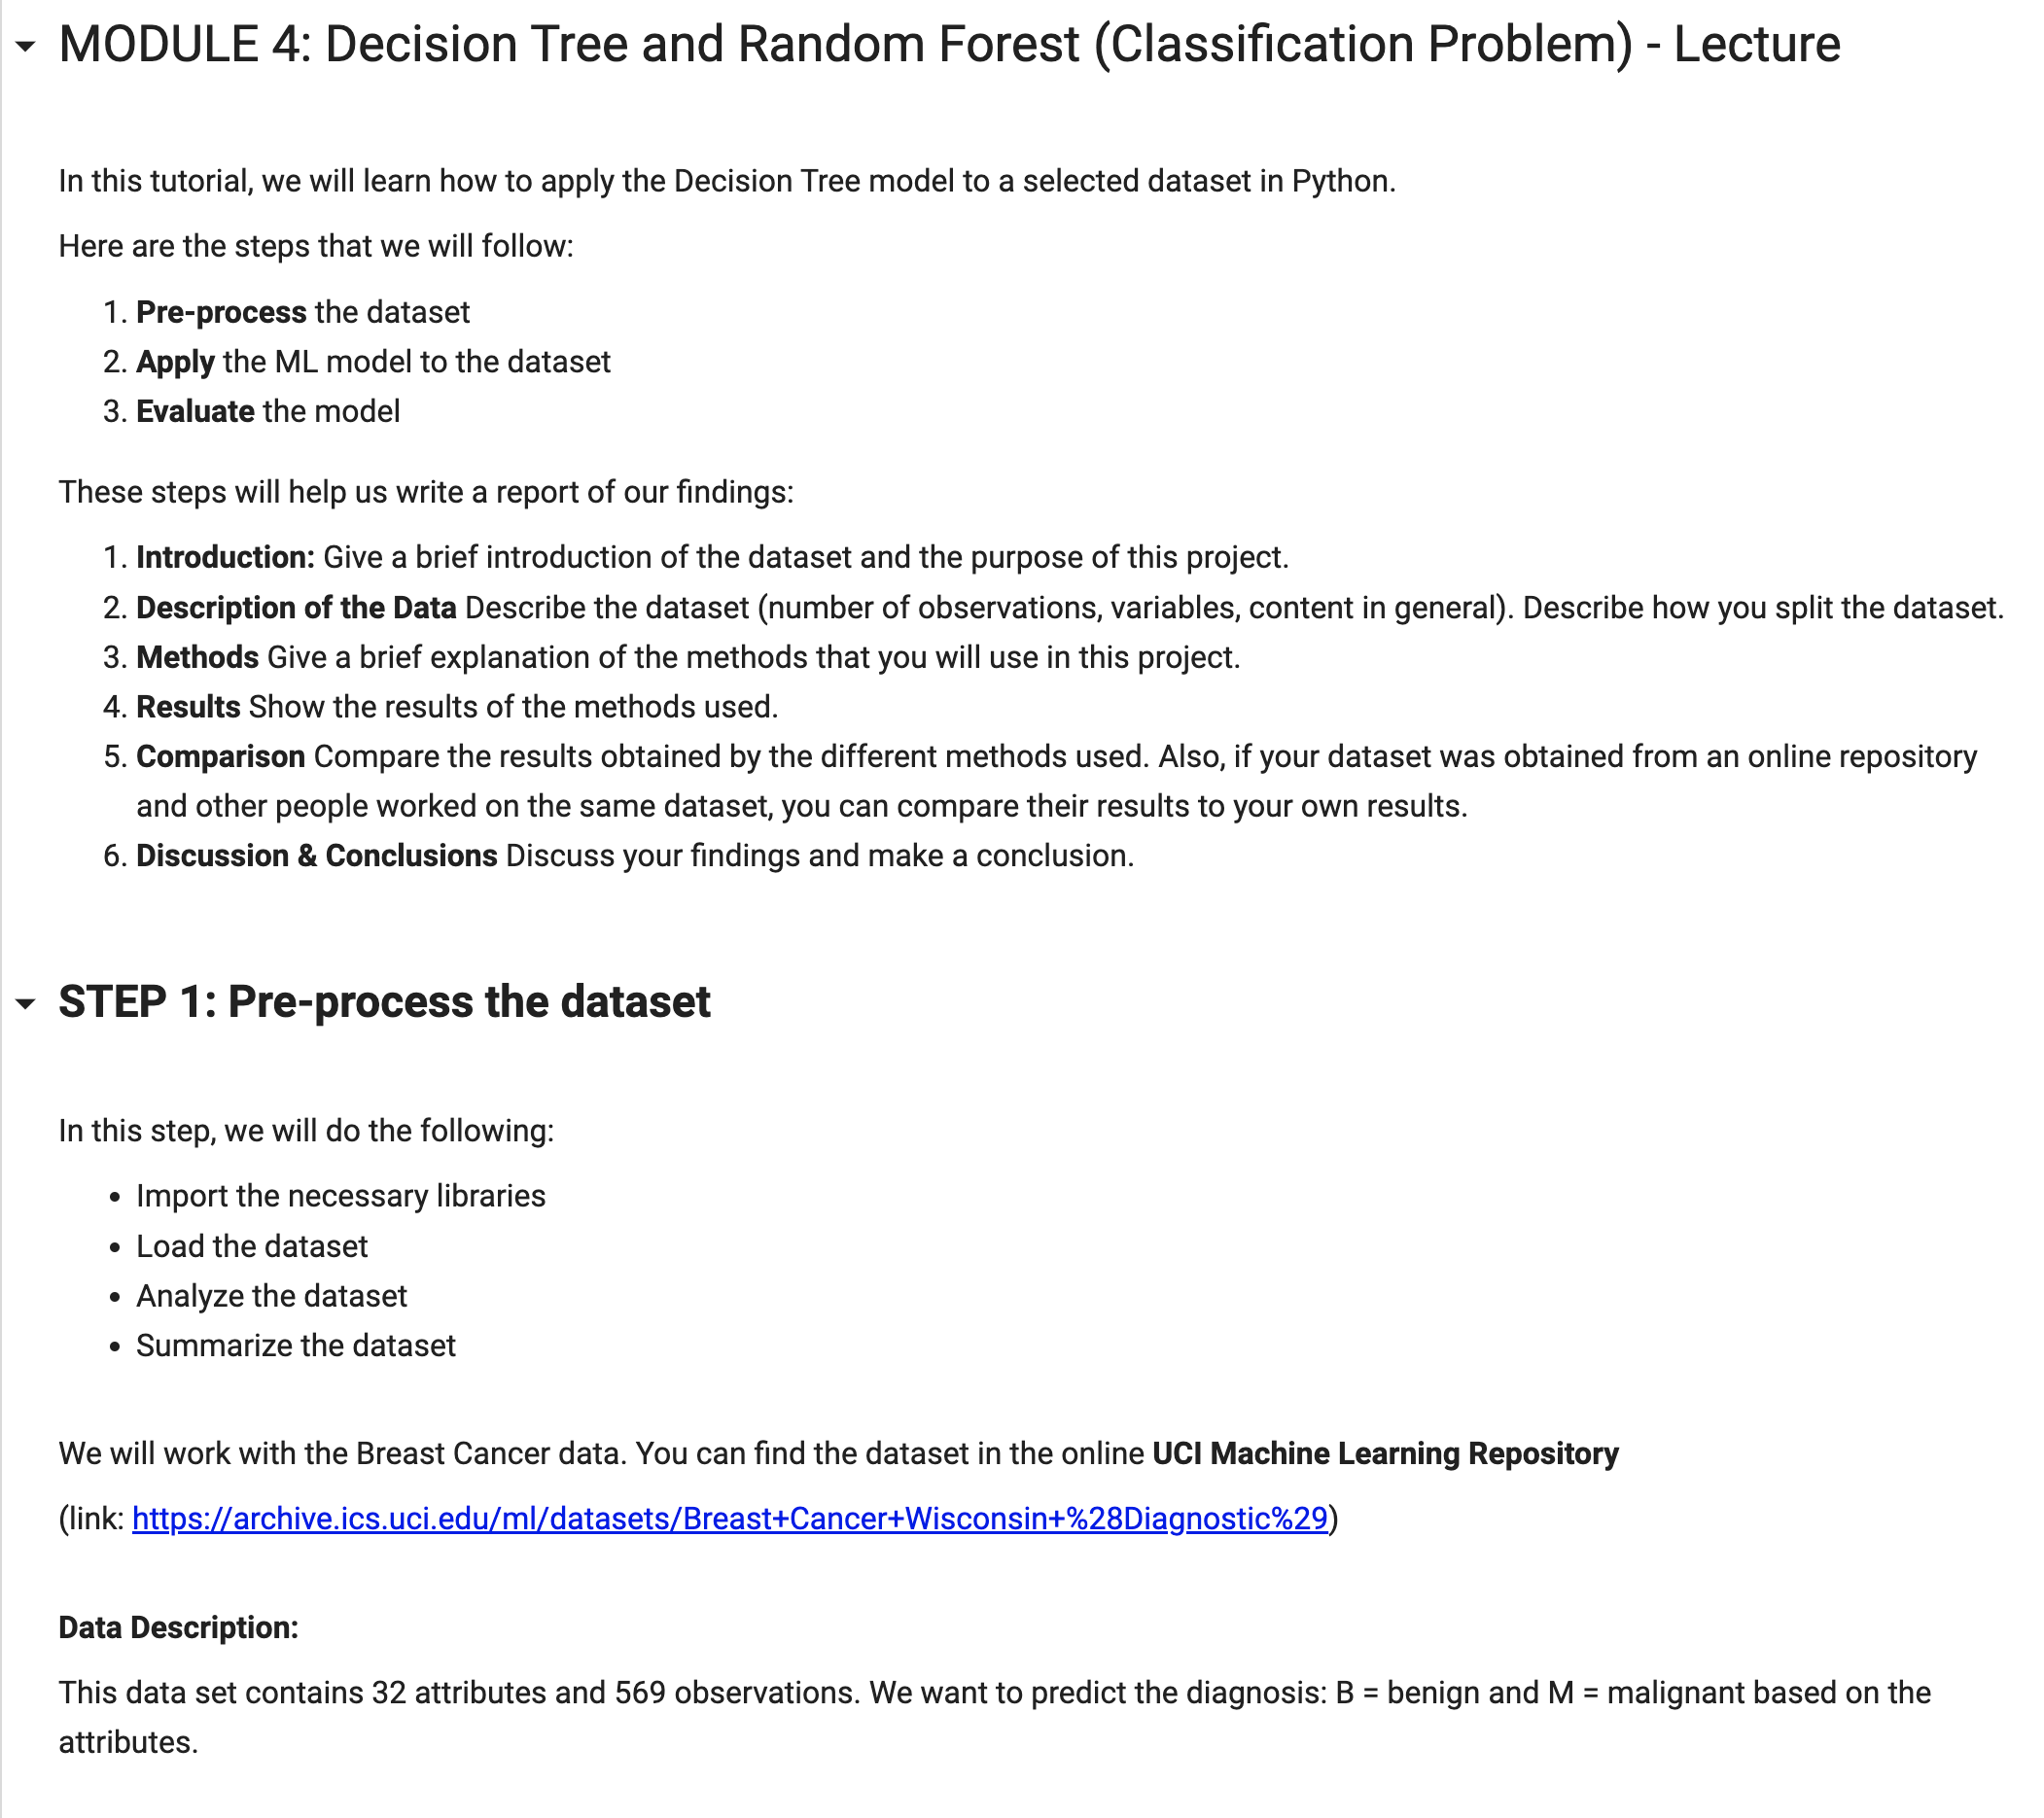 MODULE 4: Decision Tree and Random Forest (Classification Problem) - Lecture
In this tutorial, we will learn how to apply the Decision Tree model to a selected dataset in Python.
Here are the steps that we will follow:
1. Pre-process the dataset
2. Apply the ML model to the dataset
3. Evaluate the model
These steps will help us write a report of our findings:
1. Introduction: Give a brief introduction of the dataset and the purpose of this project.
2. Description of the Data Describe the dataset (number of observations, variables, content in general). Describe how you split the dataset.
3. Methods Give a brief explanation of the methods that you will use in this project.
4. Results Show the results of the methods used.
5. Comparison Compare the results obtained by the different methods used. Also, if your dataset was obtained from an online repository
and other people worked on the same dataset, you can compare their results to your own results.
6. Discussion & Conclusions Discuss your findings and make a conclusion.
STEP 1: Pre-process the dataset
In this step, we will do the following:
• Import the necessary libraries
• Load the dataset
• Analyze the dataset
• Summarize the dataset
We will work with the Breast Cancer data. You can find the dataset in the online UCI Machine Learning Repository
(link: https://archive.ics.uci.edu/ml/datasets/Breast+Cancer+Wisconsin+%28Diagnostic%29)
Data Description:
This data set contains 32 attributes and 569 observations. We want to predict the diagnosis: B = benign and M = malignant based on the
attributes.